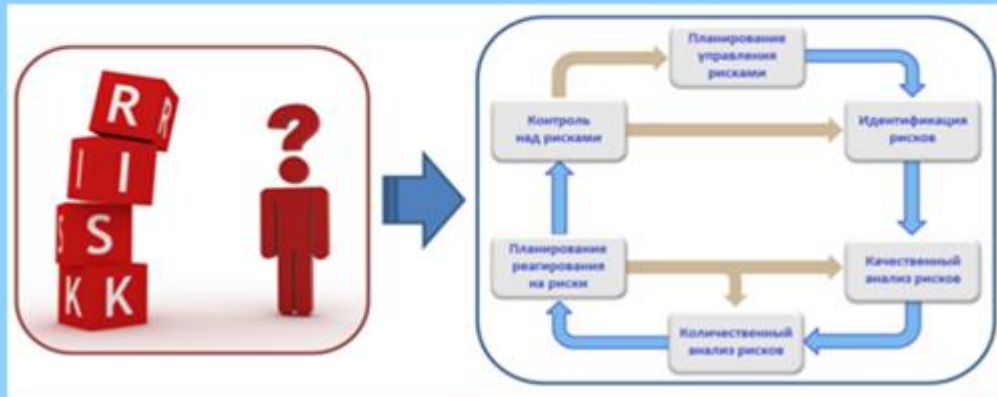 R R
I I
S S
K K
?
Планирование
управления
рисками
Контроль
над рисками
Идентификация
рисков
Планирование
реагирования
на риски
Качественный
анализ рисков
Количественный
анализ рисков